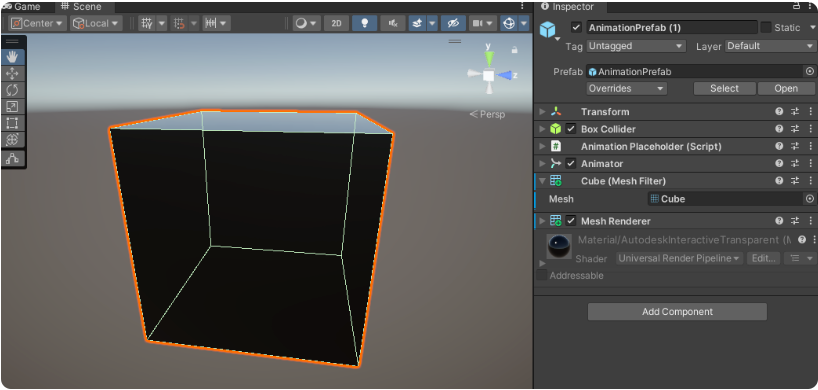 Game
Scene
Inspector
Center
Local
2D
AnimationPrefab (1)
Static
Tag Untagged Layer Default
Prefab AnimationPrefab
Overrides Select Open
y
z
Persp
Transform
Box Collider
# Animation Placeholder (Script)
Animator
Cube (Mesh Filter)
Mesh Cube
Mesh Renderer
Material/AutodeskInteractiveTransparent (M
Shader Universal Render Pipeline Edit...
Addressable
Add Component